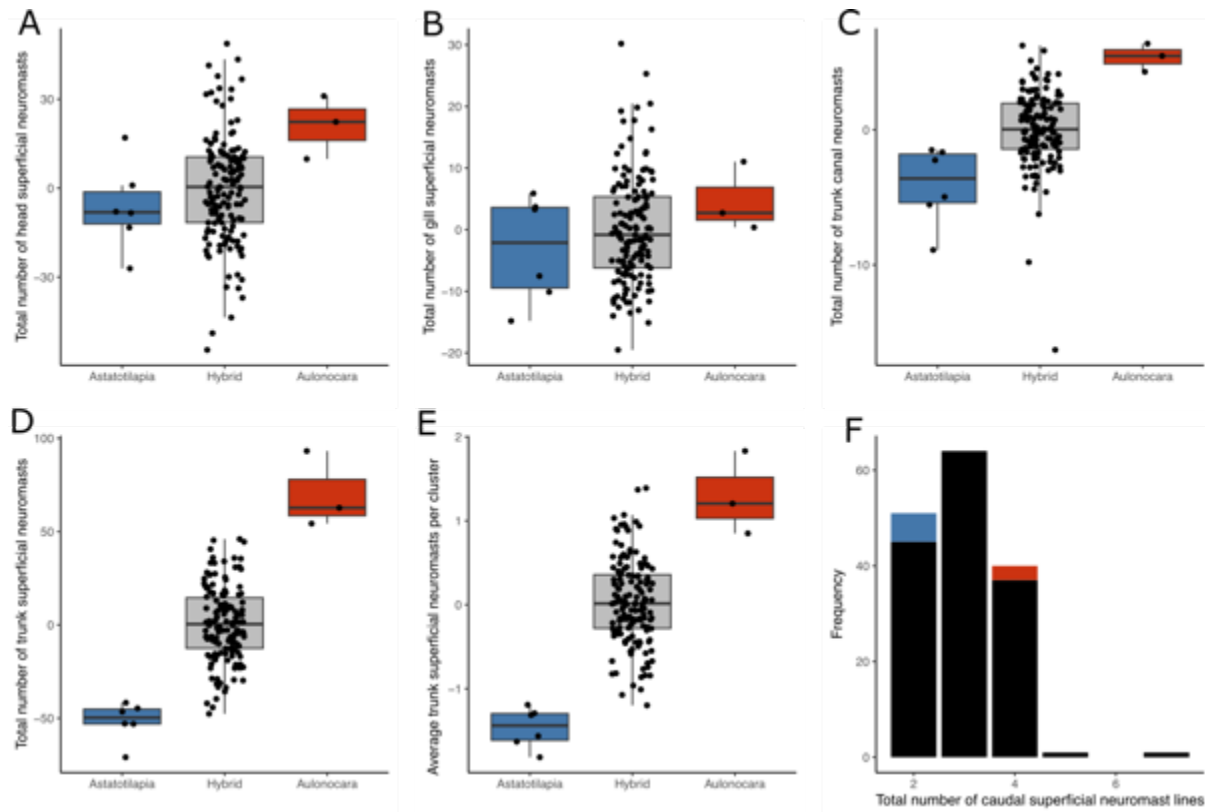 A
Total number of head superficial neuromasts
30
0
−30
Astatotilapia Hybrid Aulonocara
B
Total number of gill superficial neuromasts
30
20
10
0
−10
−20
Astatotilapia Hybrid Aulonocara
C
Total number of trunk canal neuromasts
0
−10
Astatotilapia Hybrid Aulonocara
D
Total number of trunk superficial neuromasts
100
50
0
−50
Astatotilapia Hybrid Aulonocara
E
Average trunk superficial neuromasts per cluster
2
1
0
−1
Astatotilapia Hybrid Aulonocara
F
Frequency
60
40
20
0
2 4 6
Total number of caudal superficial neuromast lines